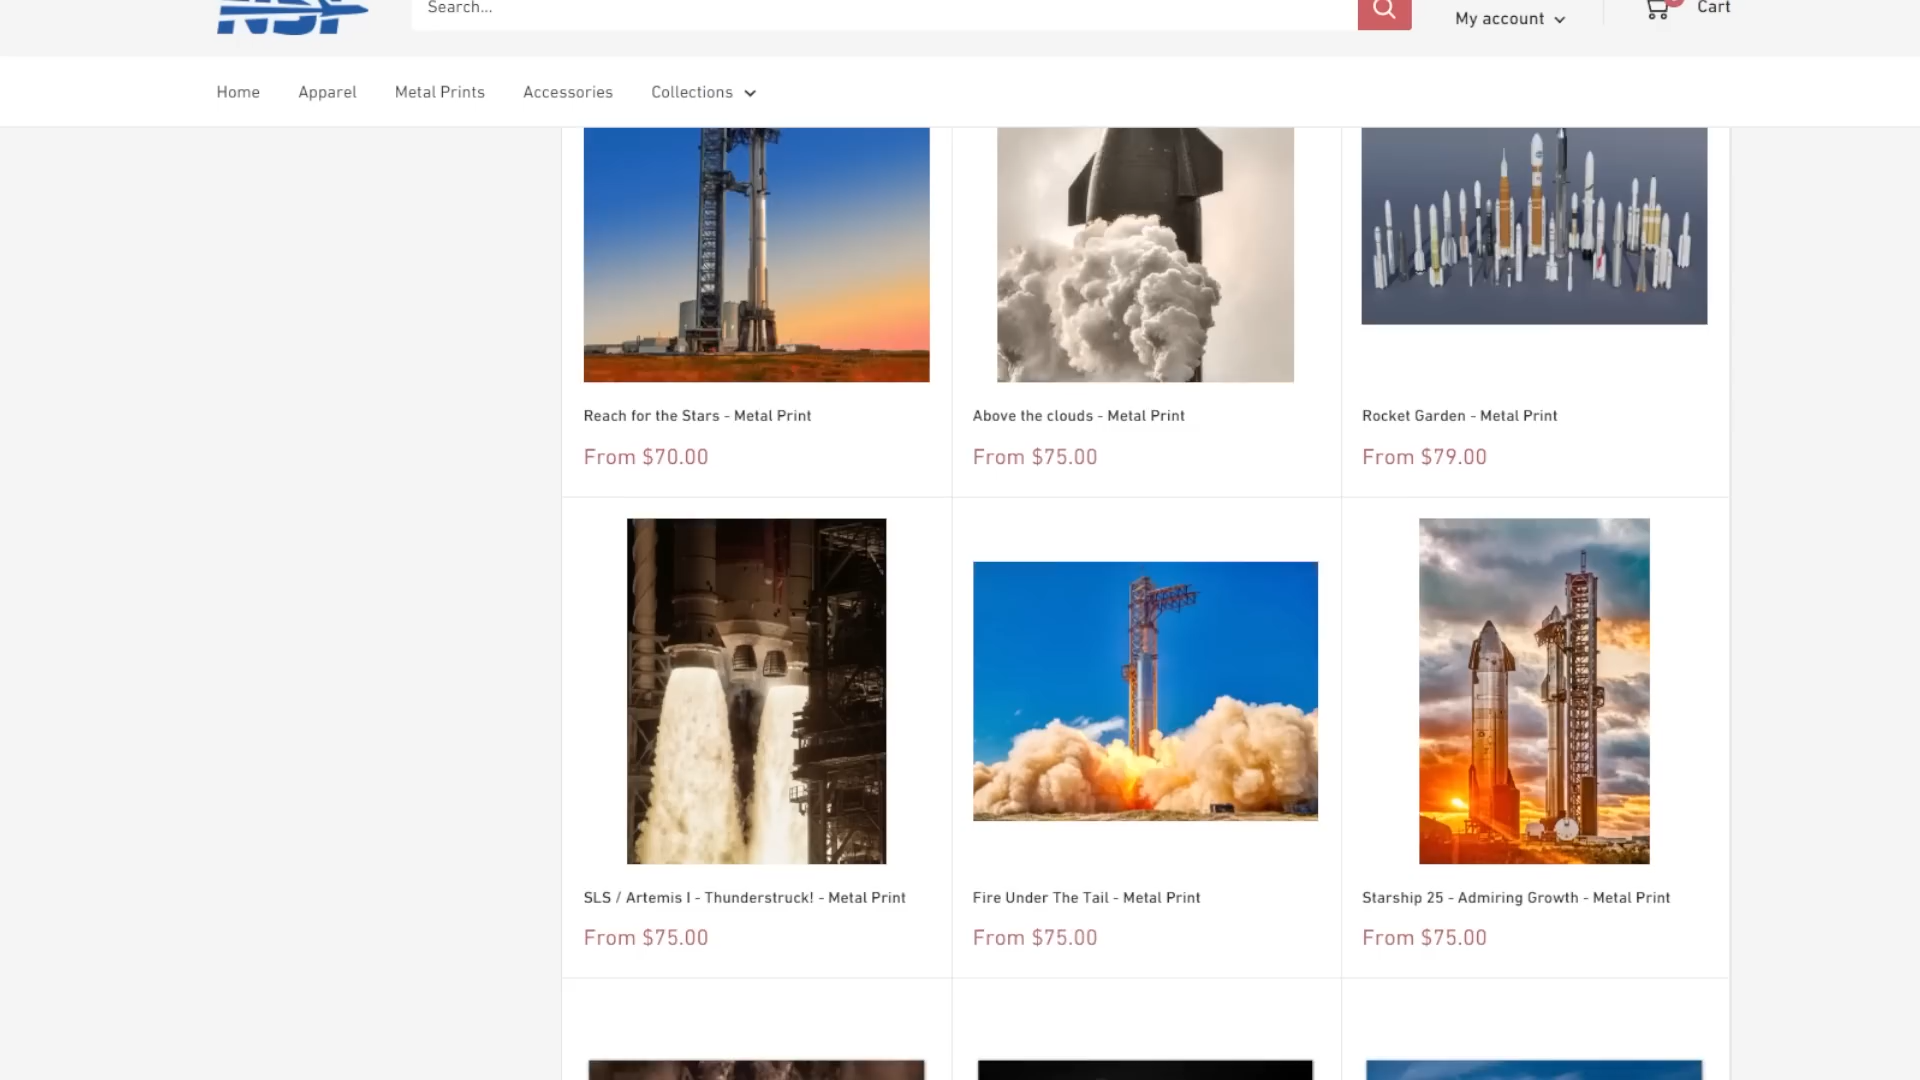 NSF
Search...
My account
Cart
Home
Apparel
Metal Prints
Accessories
Collections
Reach for the Stars - Metal Print
From $70.00
Above the clouds - Metal Print
From $75.00
Rocket Garden - Metal Print
From $79.00
SLS / Artemis I - Thunderstruck! - Metal Print
From $75.00
Fire Under The Tail - Metal Print
From $75.00
Starship 25 - Admiring Growth - Metal Print
From $75.00